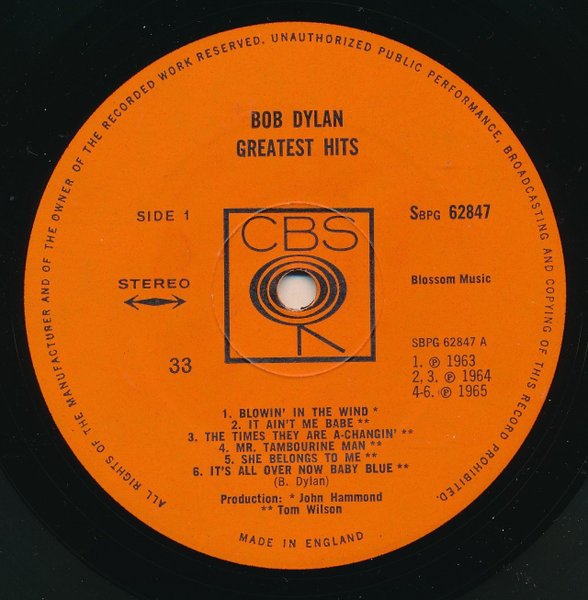 ALL RIGHTS OF THE MANUFACTURER AND OF THE OWNER OF THE RECORDED WORK RESERVED. UNAUTHORIZED PUBLIC PERFORMANCE, BROADCASTING AND COPYING OF THIS RECORD PROHIBITED.
BOB DYLAN
GREATEST HITS
SIDE 1
SBPG 62847
CBS
STEREO
Blossom Music
33
SBPG 62847 A
1. ℗ 1963
2, 3. ℗ 1964
4-6. ℗ 1965
1. BLOWIN' IN THE WIND *
2. IT AIN'T ME BABE **
3. THE TIMES THEY ARE A-CHANGIN' **
4. MR. TAMBOURINE MAN **
5. SHE BELONGS TO ME **
6. IT'S ALL OVER NOW BABY BLUE **
(B. Dylan)
Production: * John Hammond
** Tom Wilson
MADE IN ENGLAND